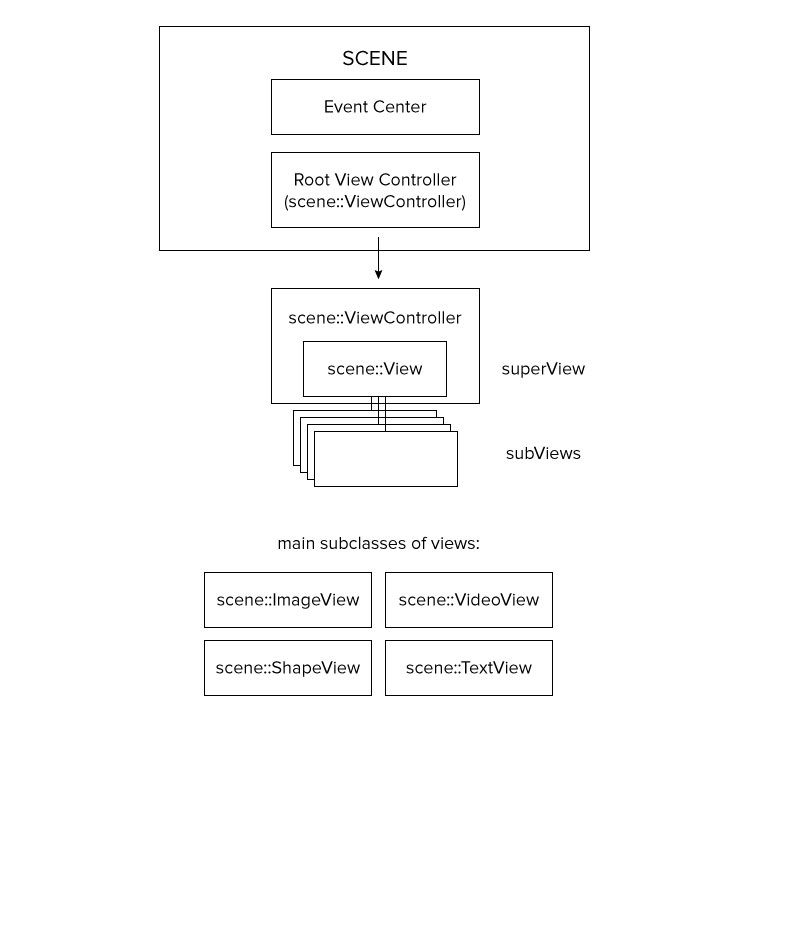 SCENE
Event Center
Root View Controller
(scene::ViewController)
scene::ViewController
scene::View
superView
subViews
main subclasses of views:
scene::ImageView
scene::VideoView
scene::ShapeView
scene::TextView